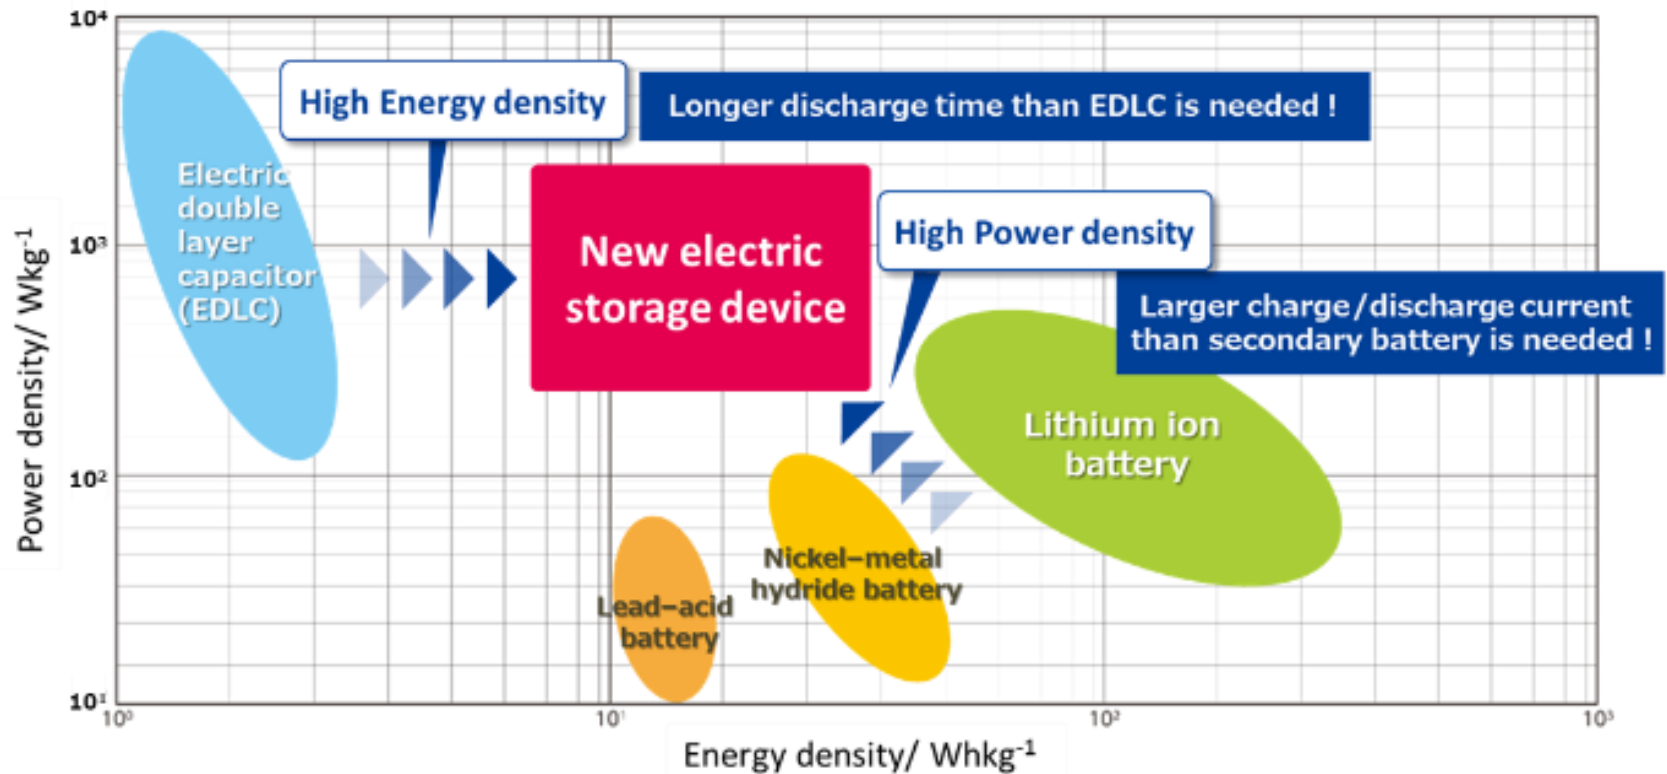 10⁴
High Energy density
Longer discharge time than EDLC is needed !
Electric
double
layer
capacitor
(EDLC)
10³
New electric
storage device
High Power density
Larger charge/discharge current
than secondary battery is needed !
Lithium ion
battery
10²
Nickel–metal
hydride battery
Lead–acid
battery
10¹
10⁰
10¹
10²
10³
Power density/ Wkg⁻¹
Energy density/ Whkg⁻¹